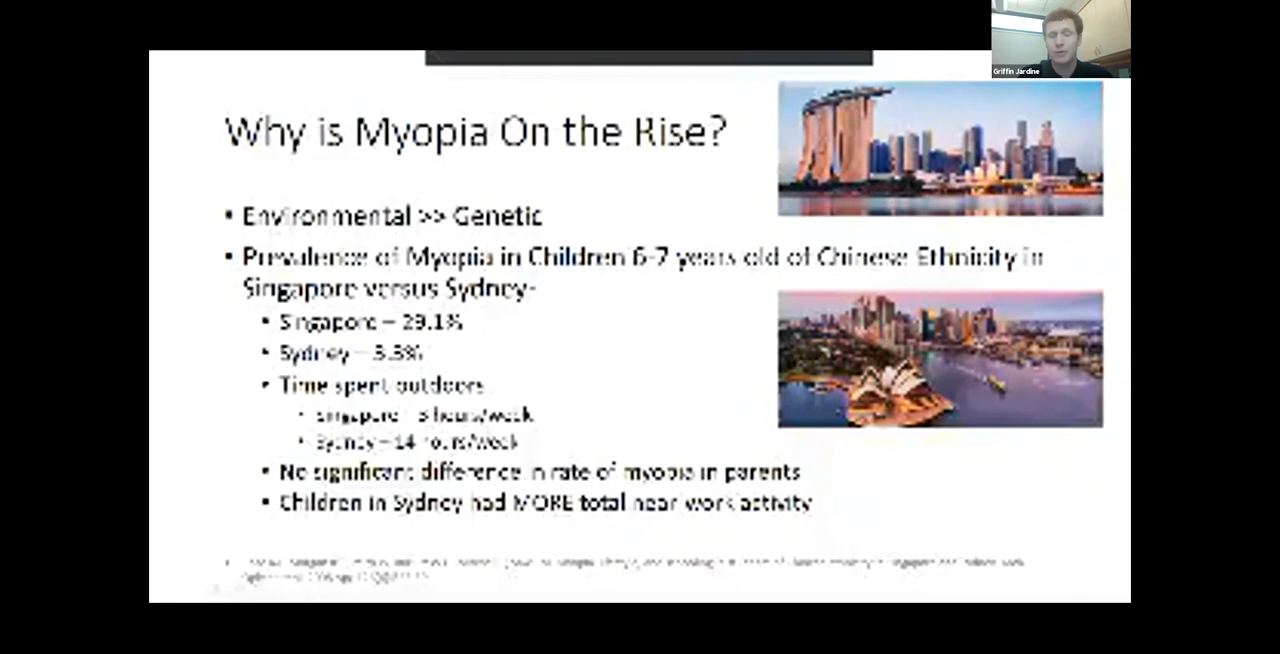 Griffin Jardine
Why is Myopia On the Rise?
• Environmental >> Genetic
• Prevalence of Myopia in Children 6-7 years old of Chinese Ethnicity in
Singapore versus Sydney-
• Singapore – 29.1%
• Sydney – 3.3%
• Time spent outdoors
• Singapore – 3 hours/week
• Sydney – 14 hours/week
• No significant difference in rate of myopia in parents
• Children in Sydney had MORE total near work activity